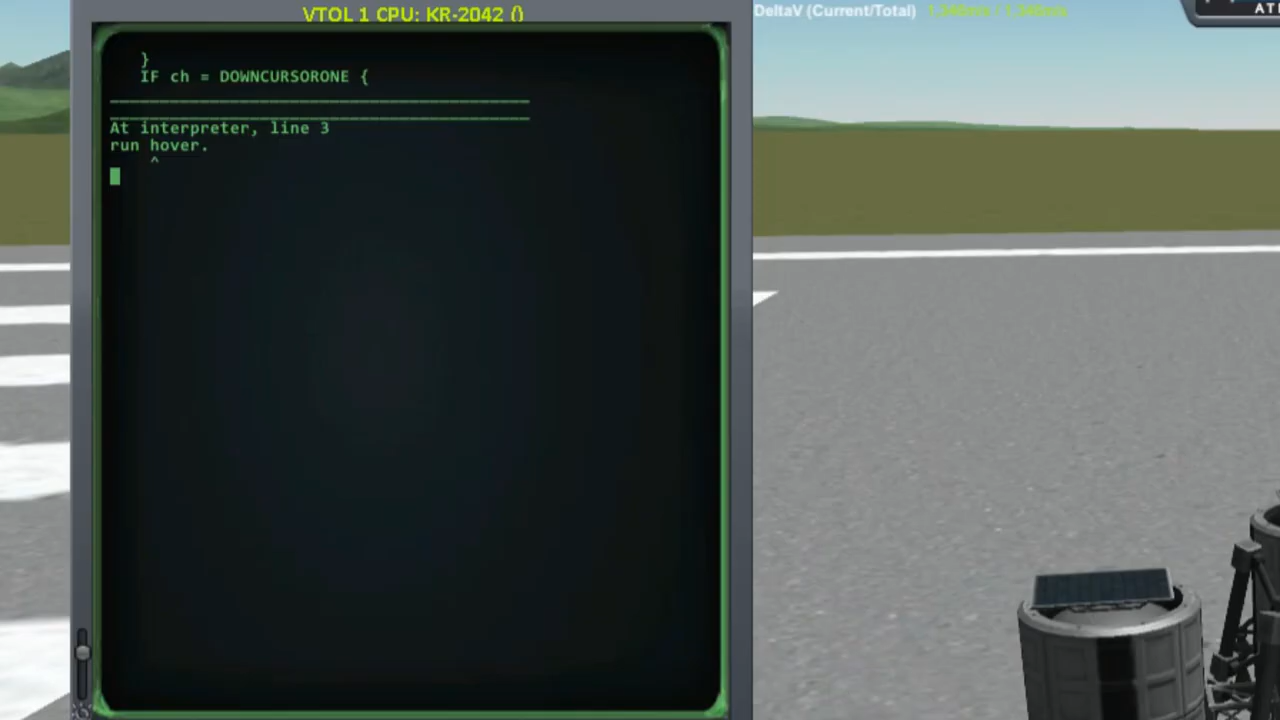 VTOL 1 CPU: KR-2042 ()
DeltaV (Current/Total)
}
IF ch = DOWNCURSORONE {
At interpreter, line 3
run hover.
^